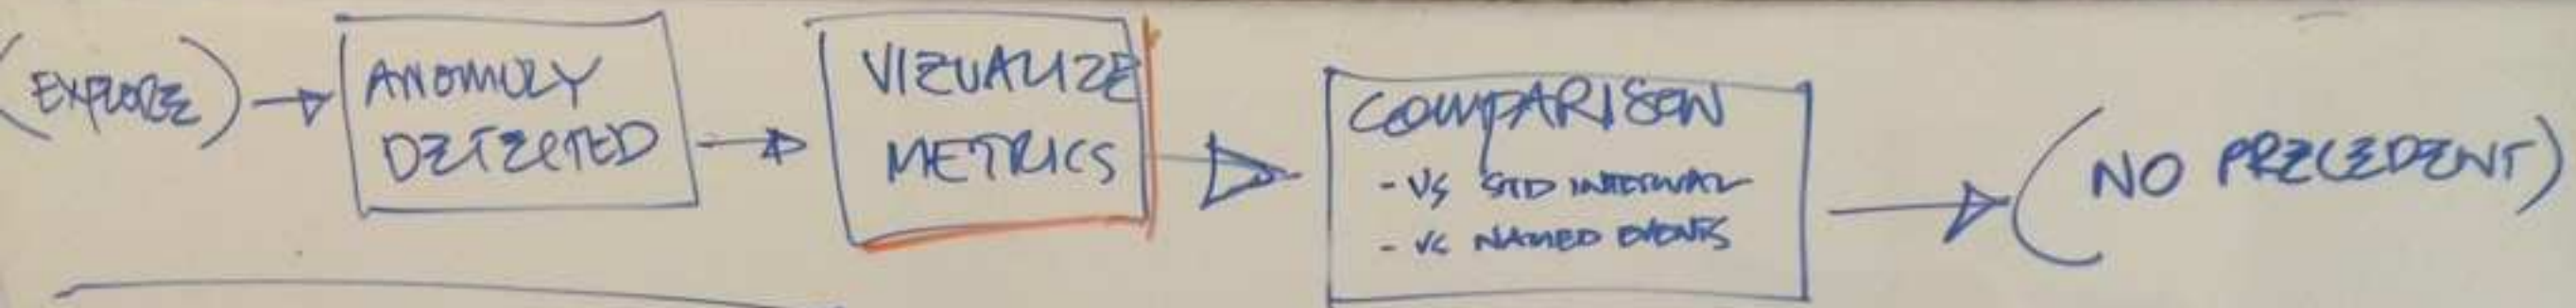 (EXPLORE)
ANOMOLY
DETECTED
VIZUALIZE
METRICS
COMPARISON
- VS STD INTERVAL
- VS NAMED EVENTS
(NO PRECEDENT)